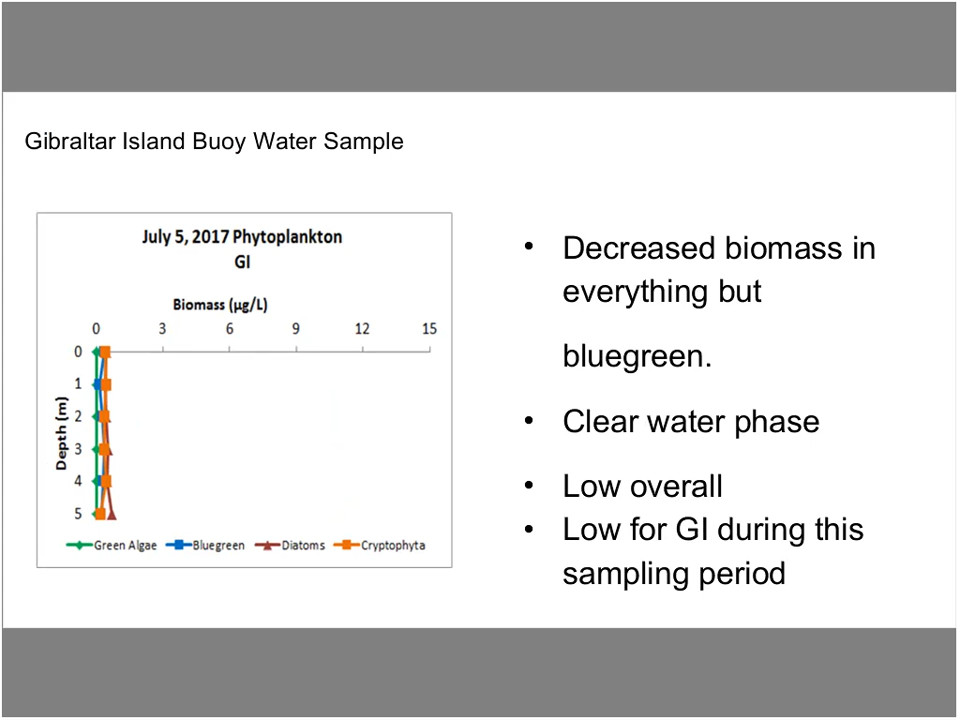 Gibraltar Island Buoy Water Sample
July 5, 2017 Phytoplankton
GI
Biomass (µg/L)
0 3 6 9 12 15
Depth (m)
0
1
2
3
4
5
Green Algae Bluegreen Diatoms Cryptophyta
• Decreased biomass in
everything but
bluegreen.
• Clear water phase
• Low overall
• Low for GI during this
sampling period